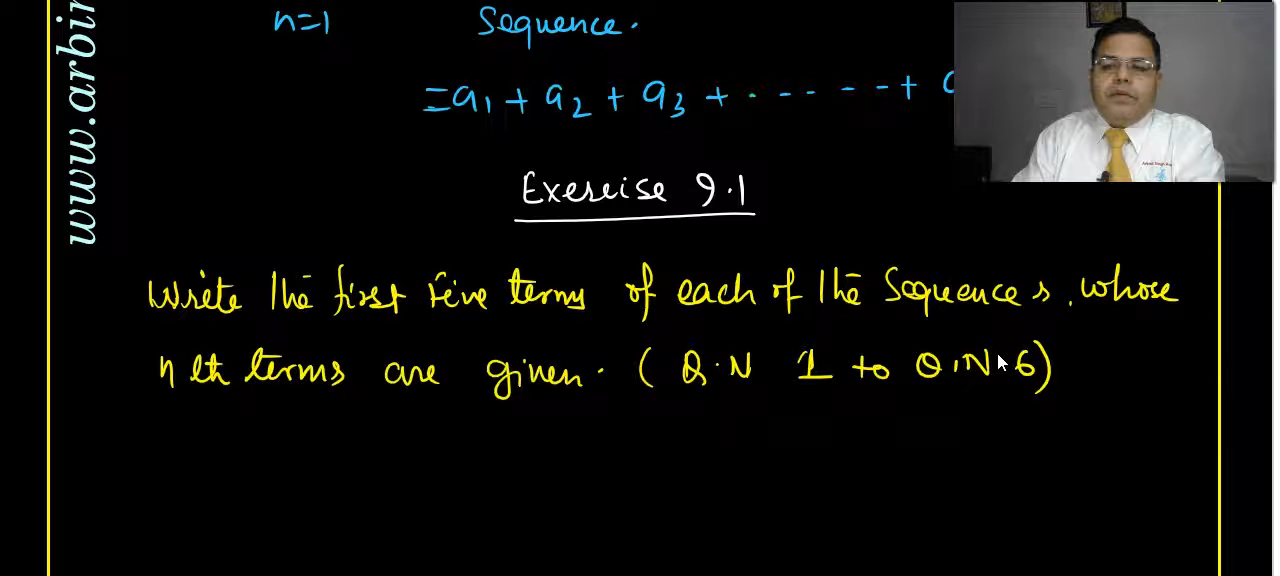 www.arbin
n=1 Sequence.
= a₁ + a₂ + a₃ + . - - - - - +
Exercise 9.1
Write the first five terms of each of the Sequences, whose
nth terms are given. ( Q.N 1 to Q.N.6)